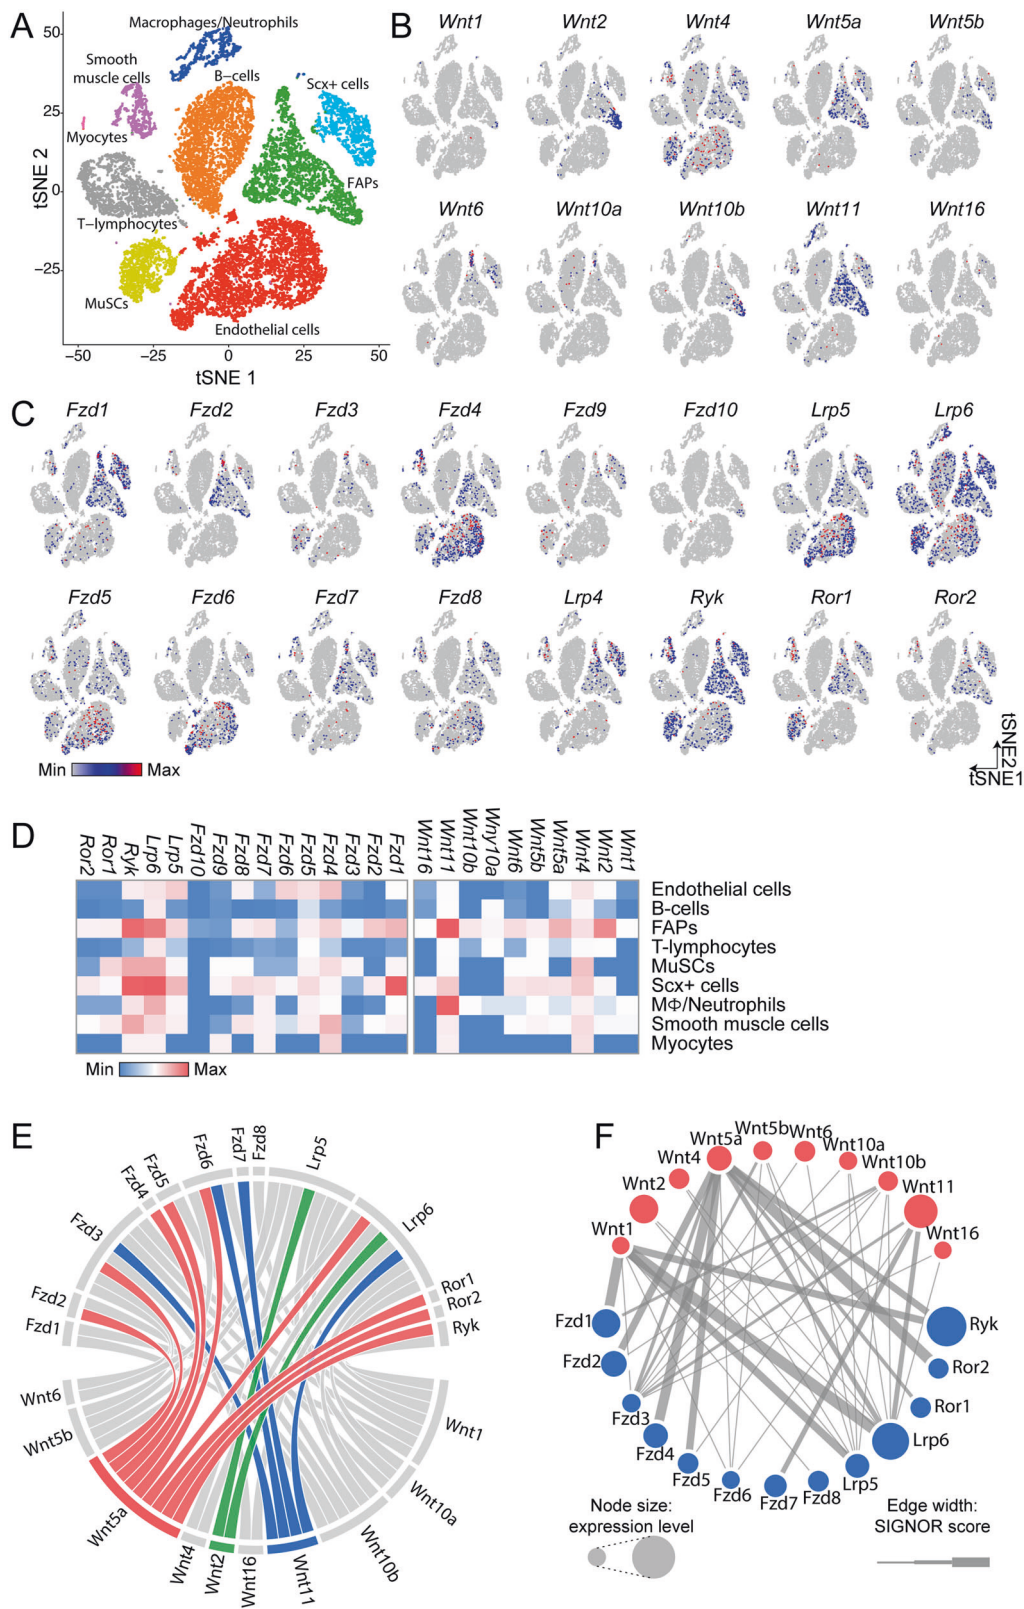 A
Macrophages/Neutrophils
Smooth
muscle cells
B-cells
Scx+ cells
Myocytes
FAPs
T-lymphocytes
MuSCs
Endothelial cells
50
25
0
−25
tSNE 2
−50 −25 0 25 50
tSNE 1
B
Wnt1 Wnt2 Wnt4 Wnt5a Wnt5b
Wnt6 Wnt10a Wnt10b Wnt11 Wnt16
C
Fzd1 Fzd2 Fzd3 Fzd4 Fzd9 Fzd10 Lrp5 Lrp6
Fzd5 Fzd6 Fzd7 Fzd8 Lrp4 Ryk Ror1 Ror2
Min Max
tSNE2
tSNE1
D
Ror2 Ror1 Ryk Lrp6 Lrp5 Fzd10 Fzd9 Fzd8 Fzd7 Fzd6 Fzd5 Fzd4 Fzd3 Fzd2 Fzd1
Wnt16 Wnt11 Wnt10b Wny10a Wnt6 Wnt5b Wnt5a Wnt4 Wnt2 Wnt1
Endothelial cells
B-cells
FAPs
T-lymphocytes
MuSCs
Scx+ cells
MΦ/Neutrophils
Smooth muscle cells
Myocytes
Min Max
E
Fzd1
Fzd2
Fzd3
Fzd4
Fzd5
Fzd6
Fzd7
Fzd8
Lrp5
Lrp6
Ror1
Ror2
Ryk
Wnt1
Wnt10a
Wnt10b
Wnt11
Wnt16
Wnt2
Wnt4
Wnt5a
Wnt5b
Wnt6
F
Wnt1
Wnt2
Wnt4
Wnt5a
Wnt5b
Wnt6
Wnt10a
Wnt10b
Wnt11
Wnt16
Ryk
Ror2
Ror1
Lrp6
Lrp5
Fzd8
Fzd7
Fzd6
Fzd5
Fzd4
Fzd3
Fzd2
Fzd1
Node size:
expression level
Edge width:
SIGNOR score